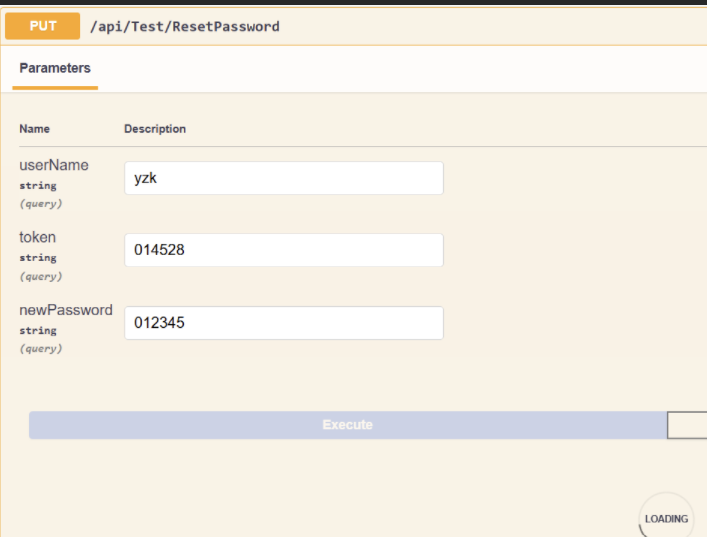 PUT /api/Test/ResetPassword
Parameters
Name Description
userName
string
(query)
yzk
token
string
(query)
014528
newPassword
string
(query)
012345
Execute
LOADING